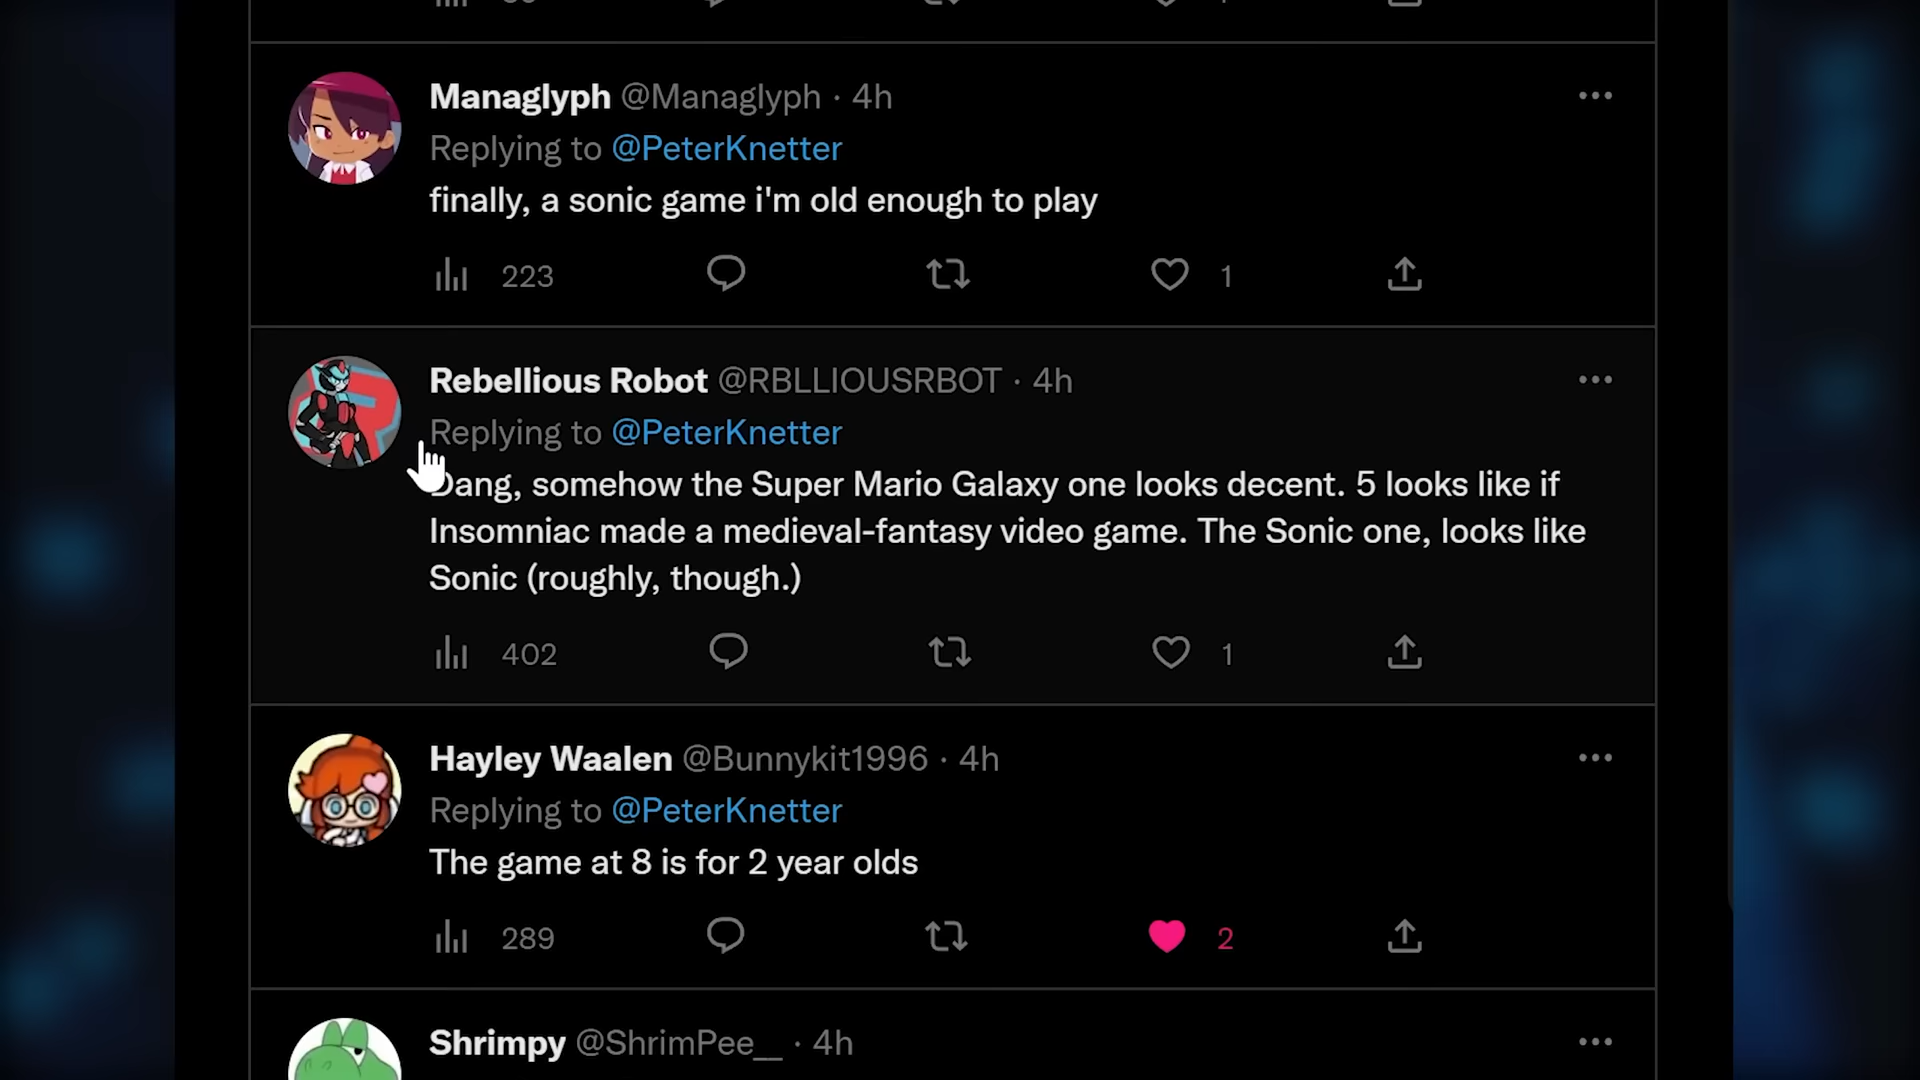 Managlyph @Managlyph · 4h
Replying to @PeterKnetter
finally, a sonic game i'm old enough to play
223 1
Rebellious Robot @RBLLIOUSRBOT · 4h
Replying to @PeterKnetter
Dang, somehow the Super Mario Galaxy one looks decent. 5 looks like if
Insomniac made a medieval-fantasy video game. The Sonic one, looks like
Sonic (roughly, though.)
402 1
Hayley Waalen @Bunnykit1996 · 4h
Replying to @PeterKnetter
The game at 8 is for 2 year olds
289 2
Shrimpy @ShrimPee__ · 4h